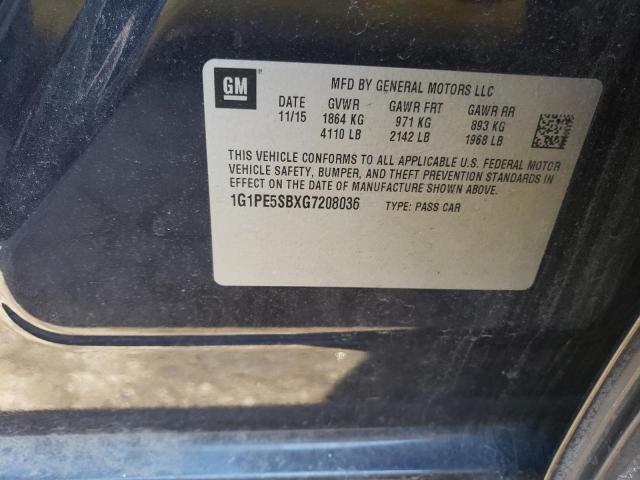 GM
MFD BY GENERAL MOTORS LLC
DATE GVWR GAWR FRT GAWR RR
11/15 1864 KG 971 KG 893 KG
4110 LB 2142 LB 1968 LB
THIS VEHICLE CONFORMS TO ALL APPLICABLE U.S. FEDERAL MOTOR
VEHICLE SAFETY, BUMPER, AND THEFT PREVENTION STANDARDS IN
EFFECT ON THE DATE OF MANUFACTURE SHOWN ABOVE.
1G1PE5SBXG7208036 TYPE: PASS CAR